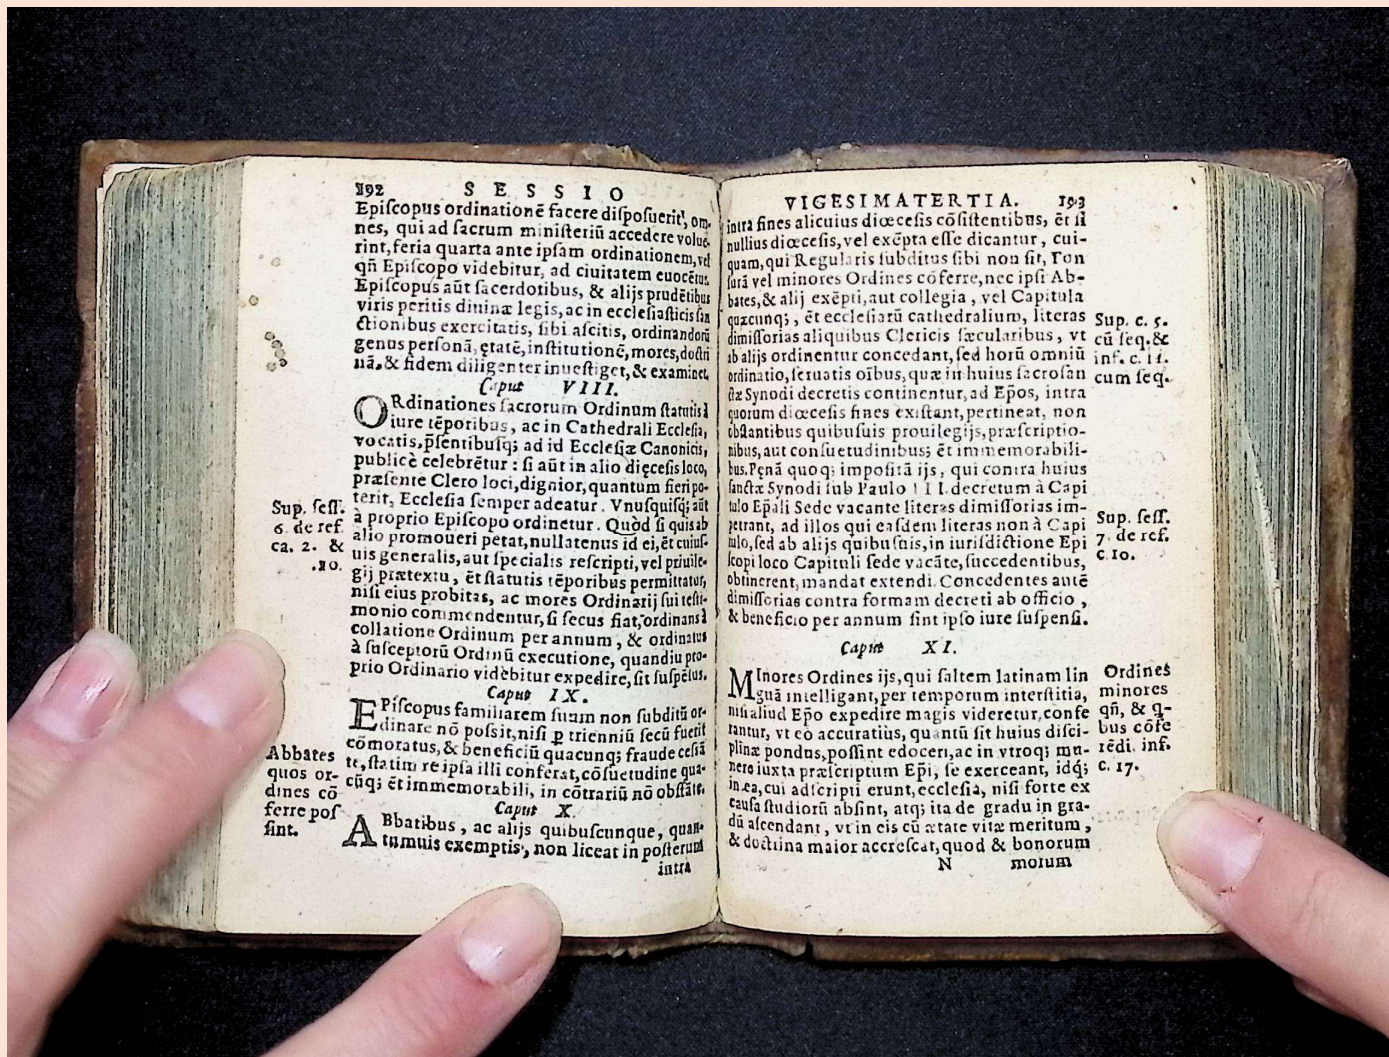 192 SESSIO
Episcopus ordinationē facere disposuerit, om-
nes, qui ad sacrum ministeriū accedere volue-
rint, feria quarta ante ipsam ordinationem, vel
qñ Episcopo videbitur, ad ciuitatem euocētur.
Episcopus aūt sacerdotibus, & alijs prudētibus
viris peritis diuinæ legis, ac in ecclesiasticis san
ctionibus exercitatis, sibi ascitis, ordinandorū
genus personā, ętatē, institutionē, mores, doctri
nā, & fidem diligenter inuestiget, & examinet.
Caput VIII.
ORdinationes sacrorum Ordinum statutis à
iure tēporibus, ac in Cathedrali Ecclesia,
vocatis, p̄sentibusq; ad id Ecclesiæ Canonicis,
publicè celebrētur : si aūt in alio dięcesis loco,
præsente Clero loci, dignior, quantum fieri po-
terit, Ecclesia semper adeatur. Vnusquisq; aūt
à proprio Episcopo ordinetur. Quòd si quis ab
alio promoueri petat, nullatenus id ei, ēt cuius-
uis generalis, aut specialis rescripti, vel priuile-
gij prætextu, ēt statutis tēporibus permittatur,
nisi eius probitas, ac mores Ordinarij sui testi-
monio commendentur, si secus fiat, ordinans à
collatione Ordinum per annum, & ordinatus
à susceptorū Ordinū executione, quandiu pro-
prio Ordinario vidèbitur expedire, sit suspēsus.
Caput IX.
EPiscopus familiarem suum non subditū or-
dinare nō possit, nisi ꝑ trienniū secū fuerit
cōmoratus, & beneficiū quacunq; fraude cessā
te, statim re ipsa illi conferat, cōsuetudine qua-
cūq; ēt immemorabili, in cōtrariū nō obstāte.
Caput X.
ABbatibus, ac alijs quibuscunque, quan-
tumuis exemptis, non liceat in posterum
intra
Sup. sess.
6. de ref.
ca. 2. &
.10.
Abbates
quos or-
dines cō
ferre pos
sint.
VIGESIMATERTIA. 193
intra fines alicuius diœcesis cōsistentibus, ēt si
nullius diœcesis, vel exēpta esse dicantur, cui-
quam, qui Regularis subditus sibi non sit, Ton
surā vel minores Ordines cōferre, nec ipsi Ab-
bates, & alij exēpti, aut collegia, vel Capitula
quæcunq;, ēt ecclesiarū cathedralium, literas
dimissorias aliquibus Clericis sæcularibus, vt
ab alijs ordinentur concedant, sed horū omniū
ordinatio, seruatis oībus, quæ in huius sacrosan
ctæ Synodi decretis continentur, ad Ep̄os, intra
quorum diœcesis fines existant, pertineat, non
obstantibus quibusuis prouilegijs, præscriptio-
nibus, aut consuetudinibus; ēt immemorabili-
bus. Pęnā quoq; impositā ijs, qui contra huius
sanctæ Synodi sub Paulo III. decretum à Capi
tulo Ep̄ali Sede vacante literas dimissorias im-
petrant, ad illos qui easdem literas non à Capi
tulo, sed ab alijs quibusuis, in iurisdictione Epi
scopi loco Capituli sede vacāte, succedentibus,
obtinerent, mandat extendi. Concedentes autē
dimissorias contra formam decreti ab officio,
& beneficio per annum sint ipso iure suspensi.
Caput XI.
MInores Ordines ijs, qui saltem latinam lin
guā intelligant, per temporum interstitia,
nisi aliud Ep̄o expedire magis videretur, confe
rantur, vt eò accuratiùs, quantū sit huius disci-
plinæ pondus, possint edoceri, ac in vtroq; mu-
nere iuxta præscriptum Ep̄i, se exerceant, idq;
in ea, cui adscripti erunt, ecclesia, nisi forte ex
causa studiorū absint, atq; ita de gradu in gra-
dū ascendant, vt in eis cū ætate vitæ meritum,
& doctrina maior accrescat, quod & bonorum
N morum
Sup. c. 5.
cū seq. &
inf. c. 11.
cum seq.
Sup. sess.
7. de ref.
c. 10.
Ordines
minores
qñ, & q-
bus cōfe
rēdi. inf.
c. 17.